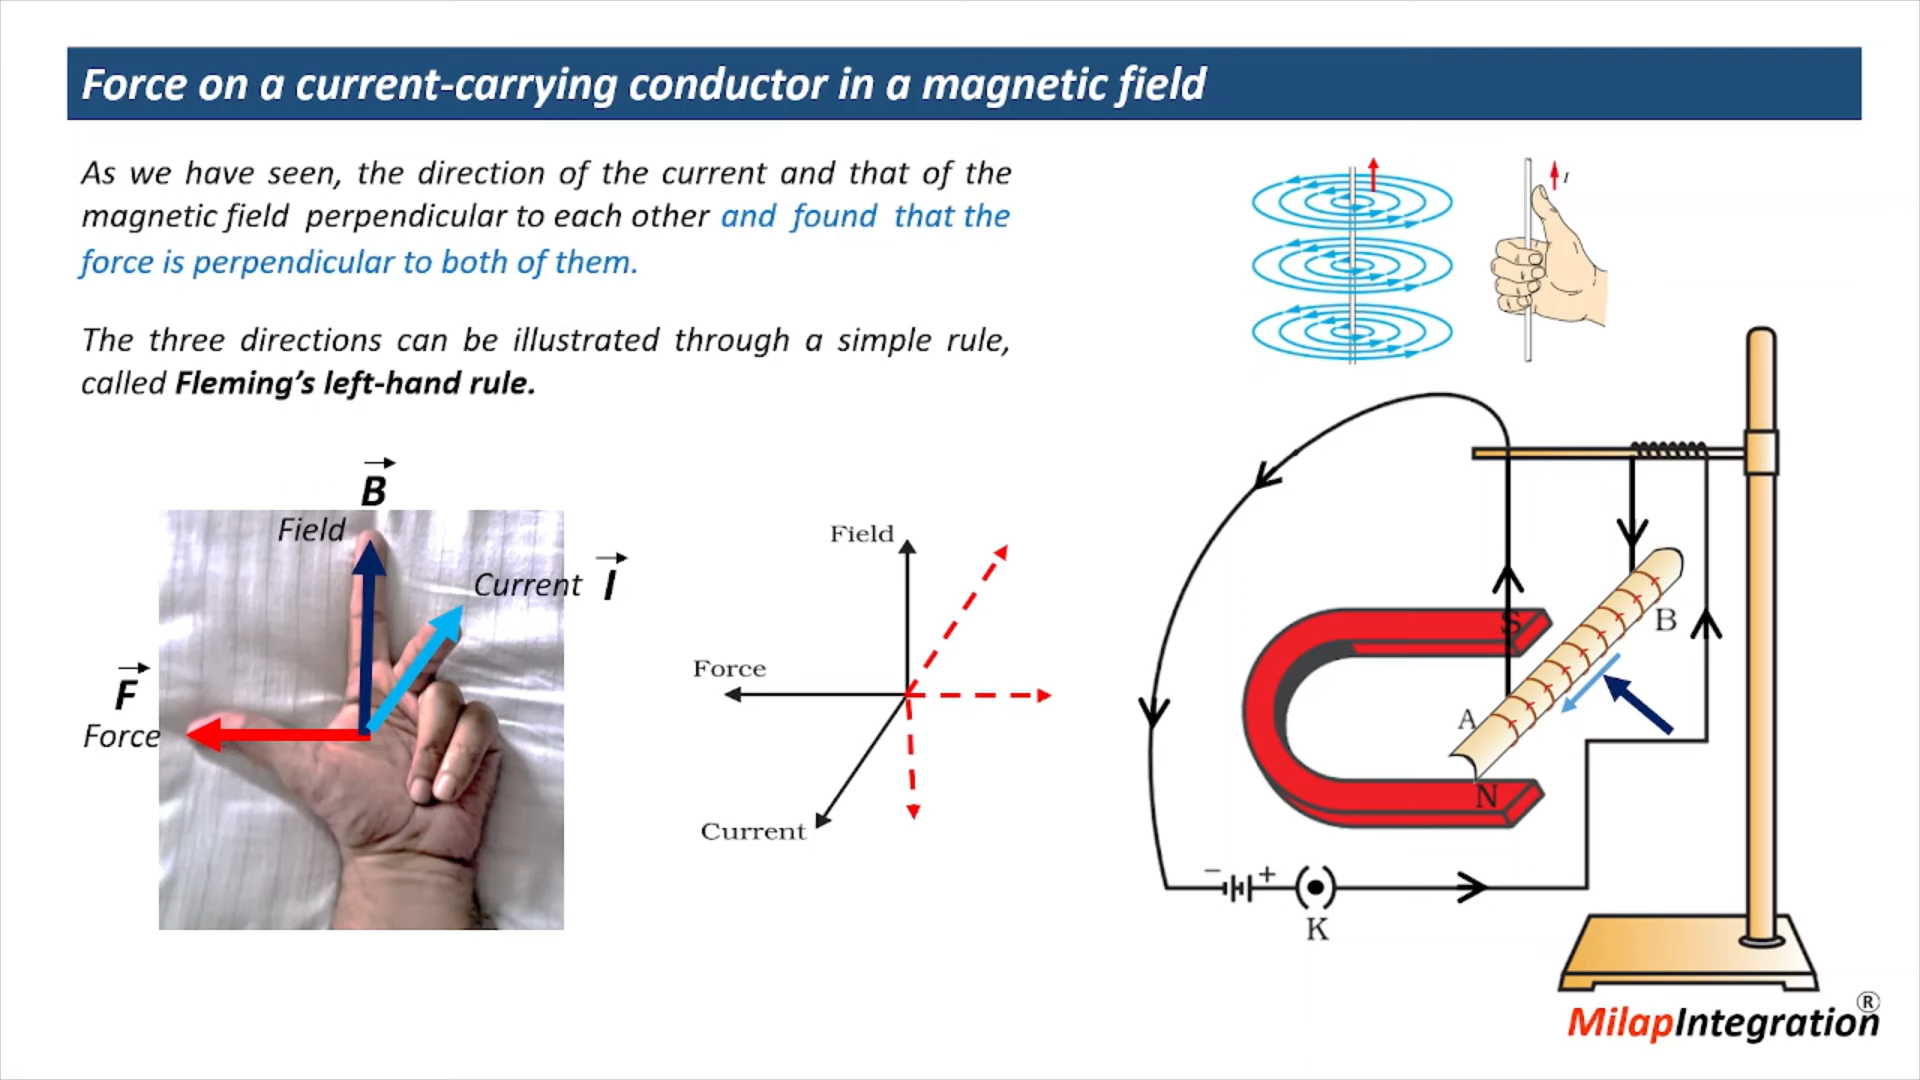 Force on a current-carrying conductor in a magnetic field
As we have seen, the direction of the current and that of the
magnetic field perpendicular to each other and found that the
force is perpendicular to both of them.
The three directions can be illustrated through a simple rule,
called Fleming's left-hand rule.
I
B
Field
Current I
F
Force
Field
Force
Current
S
B
A
N
− +
K
MilapIntegration®